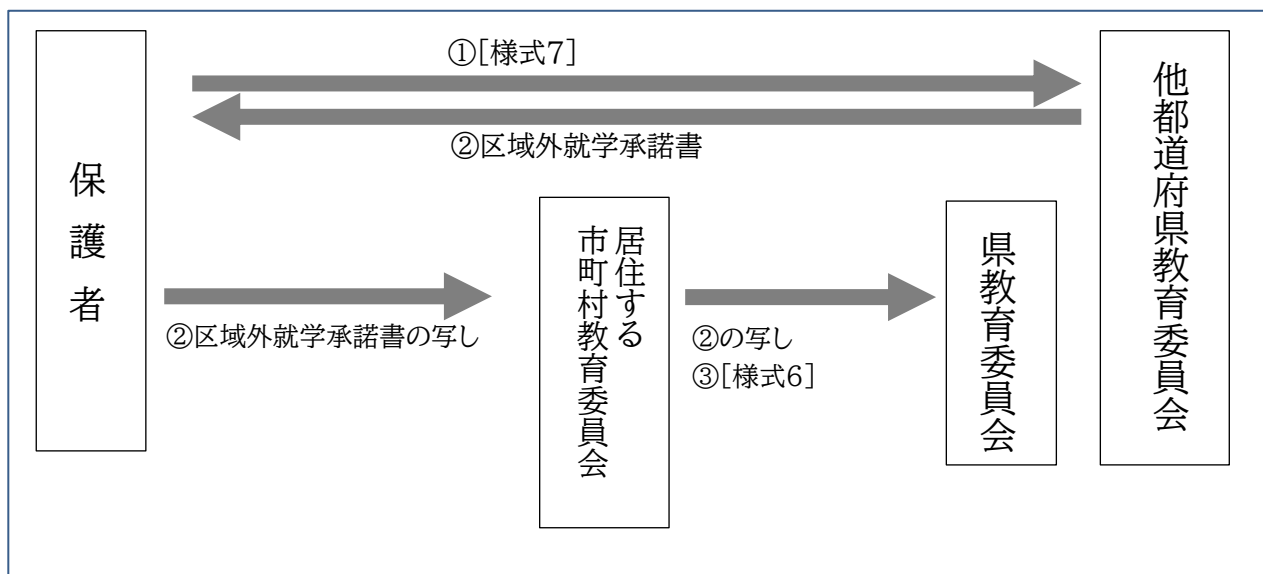 ①[様式7]
②区域外就学承諾書
保護者
②区域外就学承諾書の写し
居住する
市町村教育委員会
②の写し
③[様式6]
県教育委員会
他都道府県教育委員会